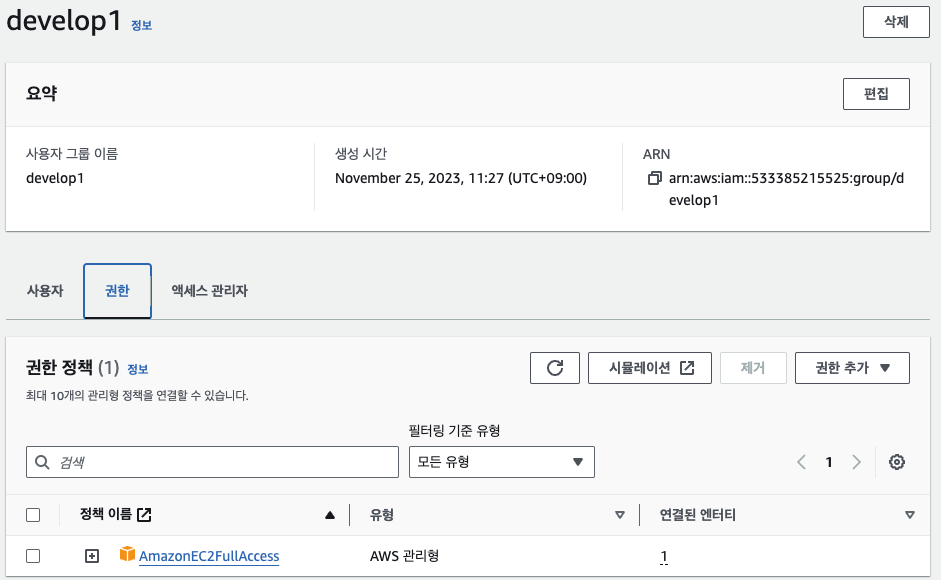 develop1 정보
삭제
요약
편집
사용자 그룹 이름
develop1
생성 시간
November 25, 2023, 11:27 (UTC+09:00)
ARN
arn:aws:iam::533385215525:group/d
evelop1
사용자
권한
액세스 관리자
권한 정책 (1) 정보
최대 10개의 관리형 정책을 연결할 수 있습니다.
시뮬레이션
제거
권한 추가
필터링 기준 유형
검색
모든 유형
1
정책 이름
유형
연결된 엔터티
AmazonEC2FullAccess
AWS 관리형
1